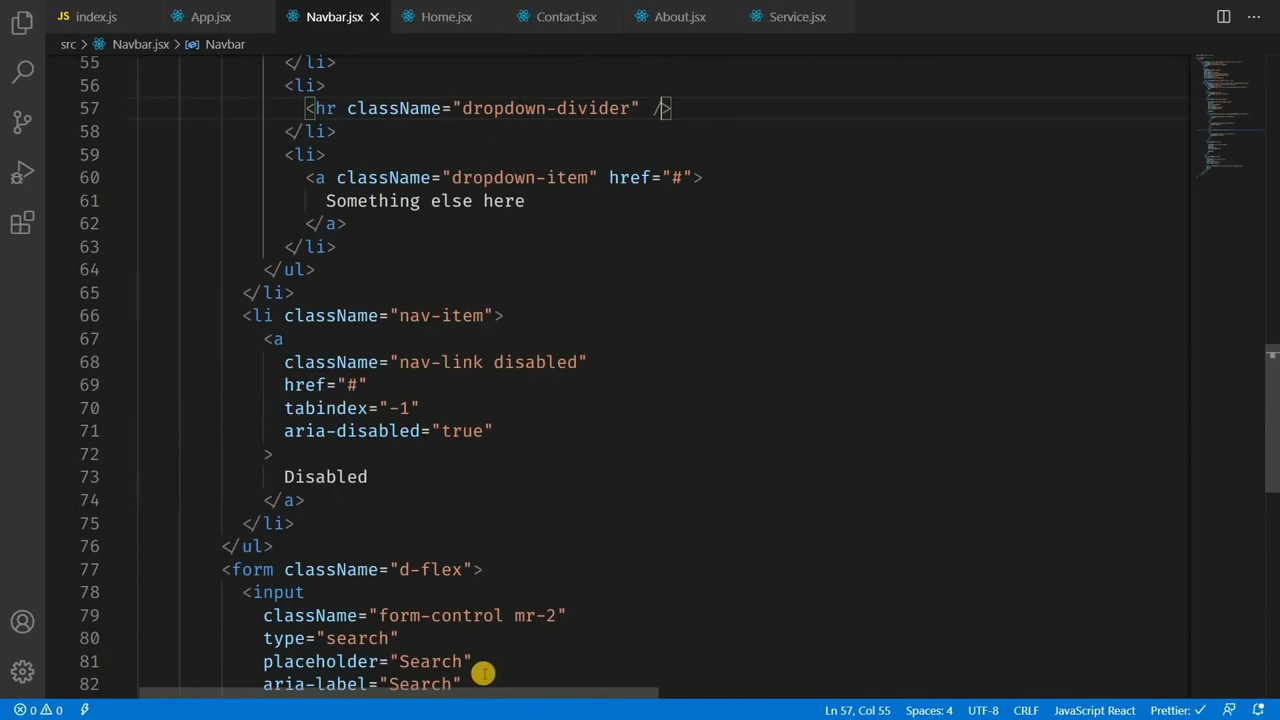 JS index.js
App.jsx
Navbar.jsx
Home.jsx
Contact.jsx
About.jsx
Service.jsx
src > Navbar.jsx > Navbar
55 </li>
56 <li>
57 <hr className="dropdown-divider" />
58 </li>
59 <li>
60 <a className="dropdown-item" href="#">
61 Something else here
62 </a>
63 </li>
64 </ul>
65 </li>
66 <li className="nav-item">
67 <a
68 className="nav-link disabled"
69 href="#"
70 tabindex="-1"
71 aria-disabled="true"
72 >
73 Disabled
74 </a>
75 </li>
76 </ul>
77 <form className="d-flex">
78 <input
79 className="form-control mr-2"
80 type="search"
81 placeholder="Search"
82 aria-label="Search"
0 0 Ln 57, Col 55 Spaces: 4 UTF-8 CRLF JavaScript React Prettier: ✓